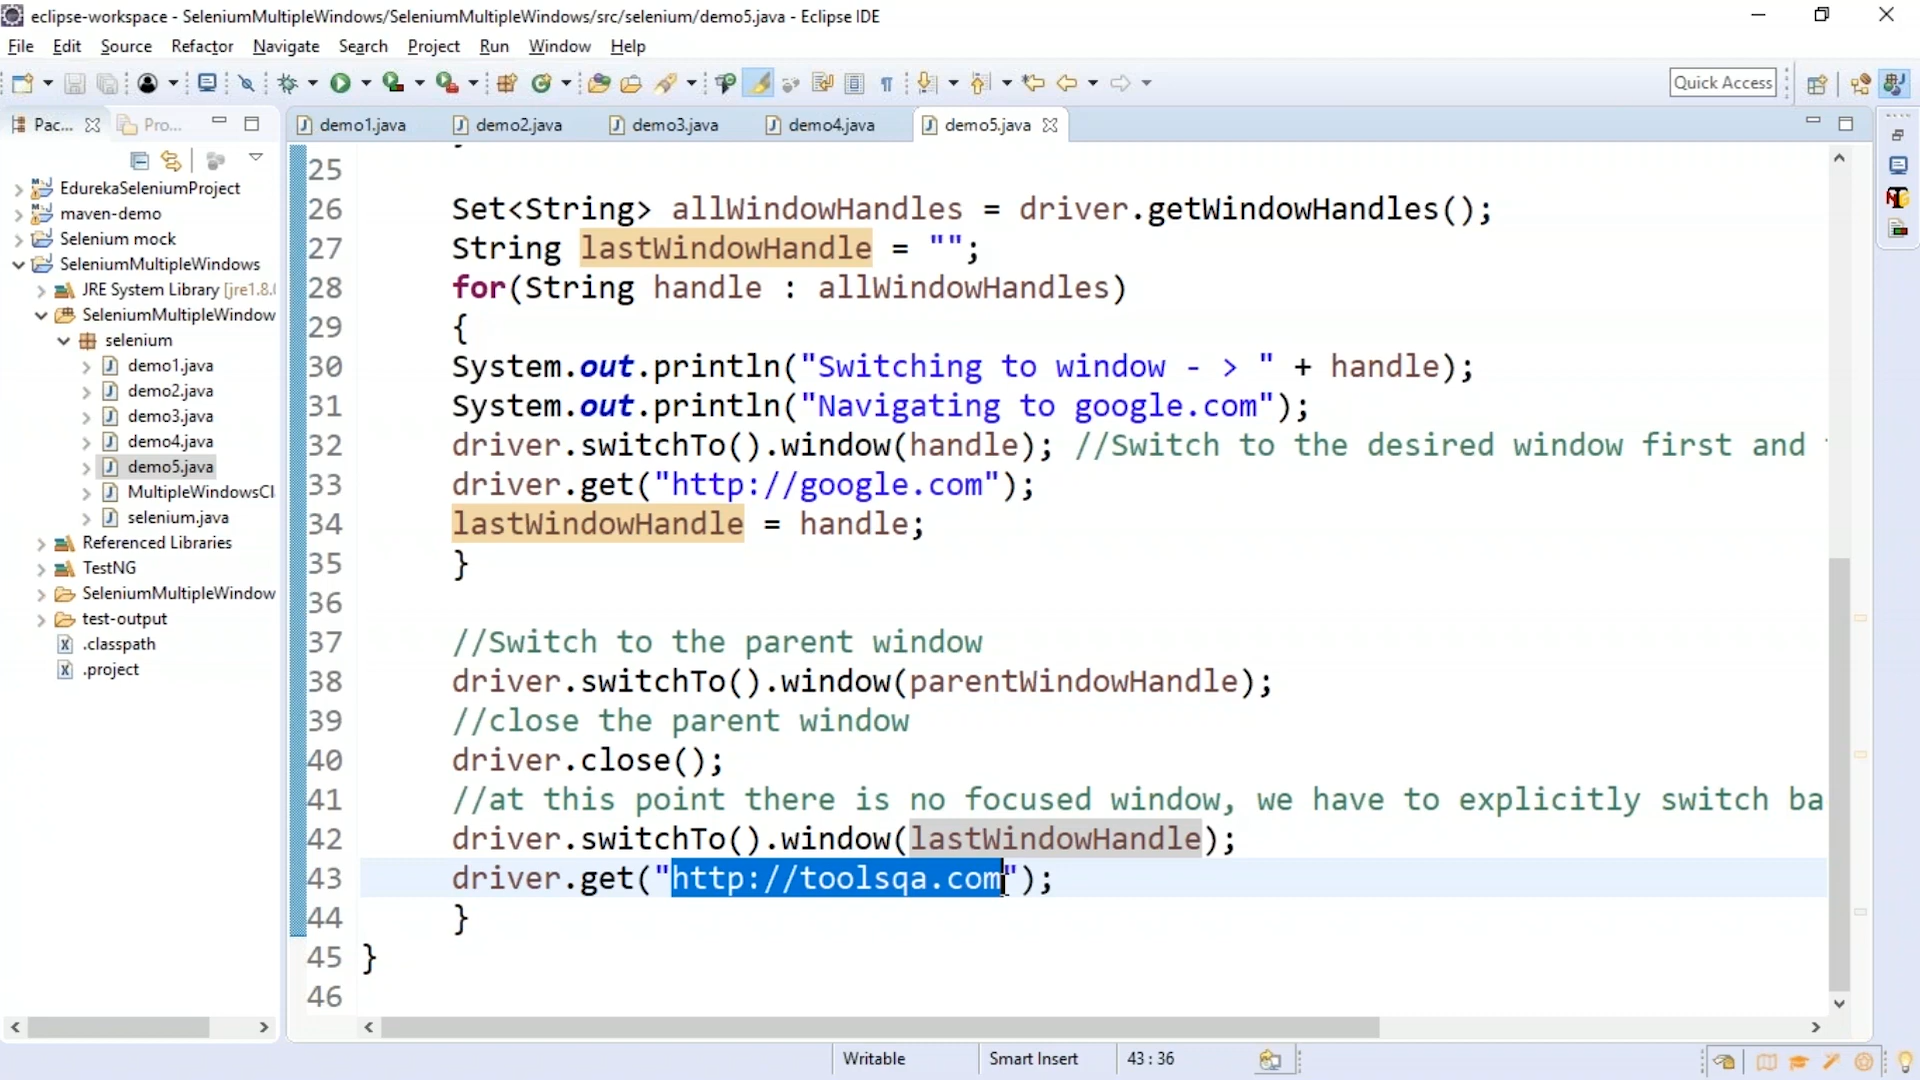 eclipse-workspace - SeleniumMultipleWindows/SeleniumMultipleWindows/src/selenium/demo5.java - Eclipse IDE
File Edit Source Refactor Navigate Search Project Run Window Help
Quick Access
Pac... Pro...
demo1.java demo2.java demo3.java demo4.java demo5.java
EdurekaSeleniumProject
maven-demo
Selenium mock
SeleniumMultipleWindows
JRE System Library [jre1.8.
SeleniumMultipleWindow
selenium
demo1.java
demo2.java
demo3.java
demo4.java
demo5.java
MultipleWindowsCl
selenium.java
Referenced Libraries
TestNG
SeleniumMultipleWindow
test-output
.classpath
.project
25
26 Set<String> allWindowHandles = driver.getWindowHandles();
27 String lastWindowHandle = "";
28 for(String handle : allWindowHandles)
29 {
30 System.out.println("Switching to window - > " + handle);
31 System.out.println("Navigating to google.com");
32 driver.switchTo().window(handle); //Switch to the desired window first and
33 driver.get("http://google.com");
34 lastWindowHandle = handle;
35 }
36
37 //Switch to the parent window
38 driver.switchTo().window(parentWindowHandle);
39 //close the parent window
40 driver.close();
41 //at this point there is no focused window, we have to explicitly switch ba
42 driver.switchTo().window(lastWindowHandle);
43 driver.get("http://toolsqa.com");
44 }
45 }
46
Writable Smart Insert 43 : 36